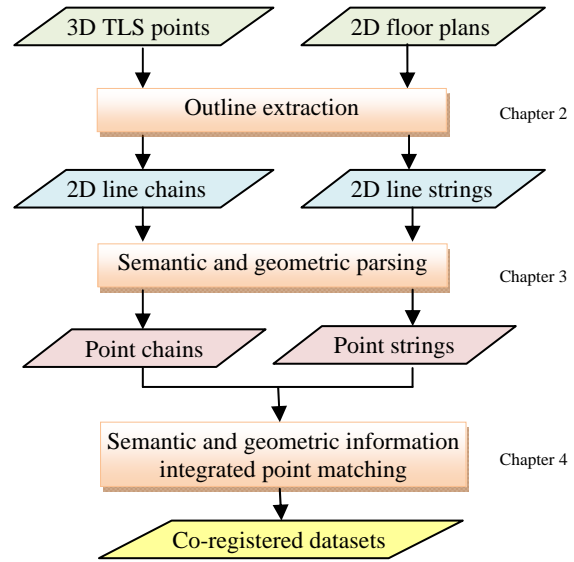 3D TLS points
2D floor plans
Outline extraction
Chapter 2
2D line chains
2D line strings
Semantic and geometric parsing
Chapter 3
Point chains
Point strings
Semantic and geometric information
integrated point matching
Chapter 4
Co-registered datasets